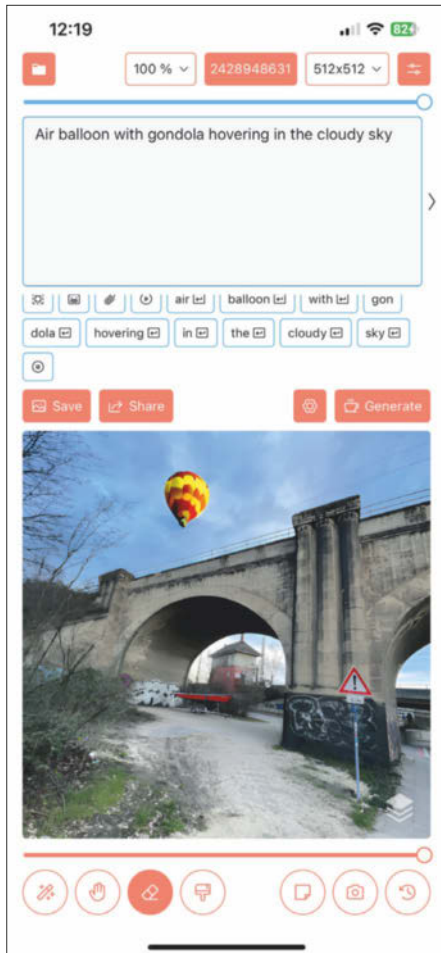 12:19
82
100 %
2428948631
512x512
Air balloon with gondola hovering in the cloudy sky
air
balloon
with
gon
dola
hovering
in
the
cloudy
sky
Save
Share
Generate